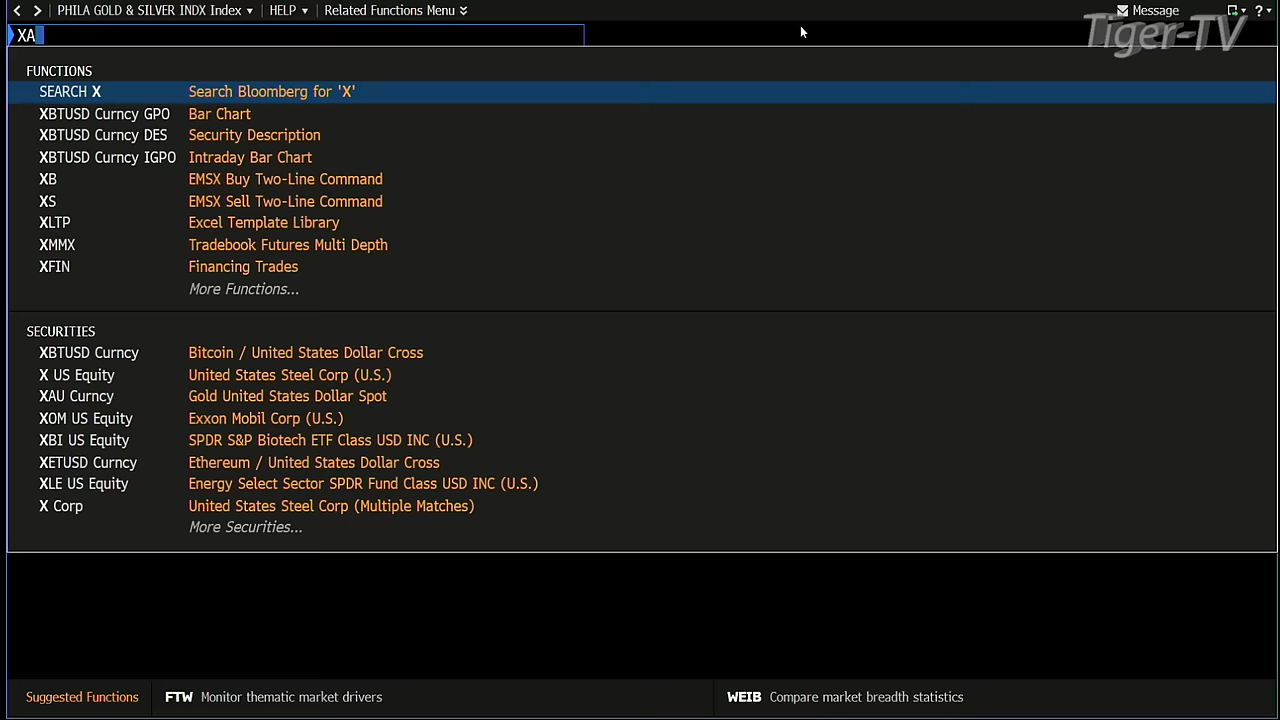 PHILA GOLD & SILVER INDX Index HELP Related Functions Menu Message ?
Tiger-TV
XA
FUNCTIONS
SEARCH X Search Bloomberg for 'X'
XBTUSD Curncy GPO Bar Chart
XBTUSD Curncy DES Security Description
XBTUSD Curncy IGPO Intraday Bar Chart
XB EMSX Buy Two-Line Command
XS EMSX Sell Two-Line Command
XLTP Excel Template Library
XMMX Tradebook Futures Multi Depth
XFIN Financing Trades
More Functions...
SECURITIES
XBTUSD Curncy Bitcoin / United States Dollar Cross
X US Equity United States Steel Corp (U.S.)
XAU Curncy Gold United States Dollar Spot
XOM US Equity Exxon Mobil Corp (U.S.)
XBI US Equity SPDR S&P Biotech ETF Class USD INC (U.S.)
XETUSD Curncy Ethereum / United States Dollar Cross
XLE US Equity Energy Select Sector SPDR Fund Class USD INC (U.S.)
X Corp United States Steel Corp (Multiple Matches)
More Securities...
Suggested Functions FTW Monitor thematic market drivers WEIB Compare market breadth statistics